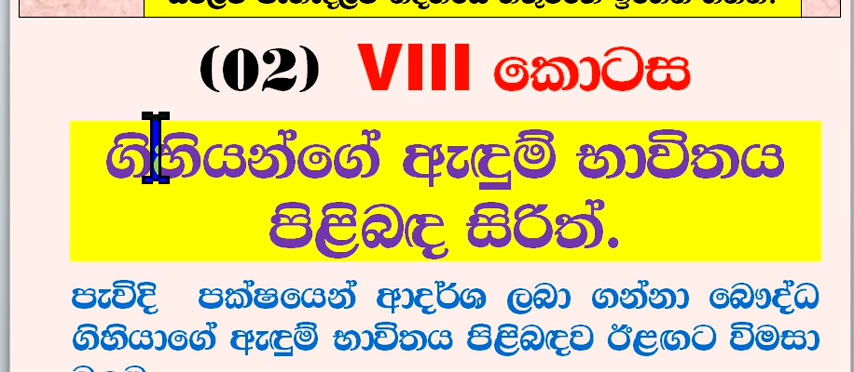 (02) VIII කොටස
ගිහියන්ගේ ඇඳුම් භාවිතය
පිළිබඳ සිරිත්.
පැවිදි පක්ෂයෙන් ආදර්ශ ලබා ගන්නා බෞද්ධ
ගිහියාගේ ඇඳුම් භාවිතය පිළිබඳව ඊළඟට විමසා